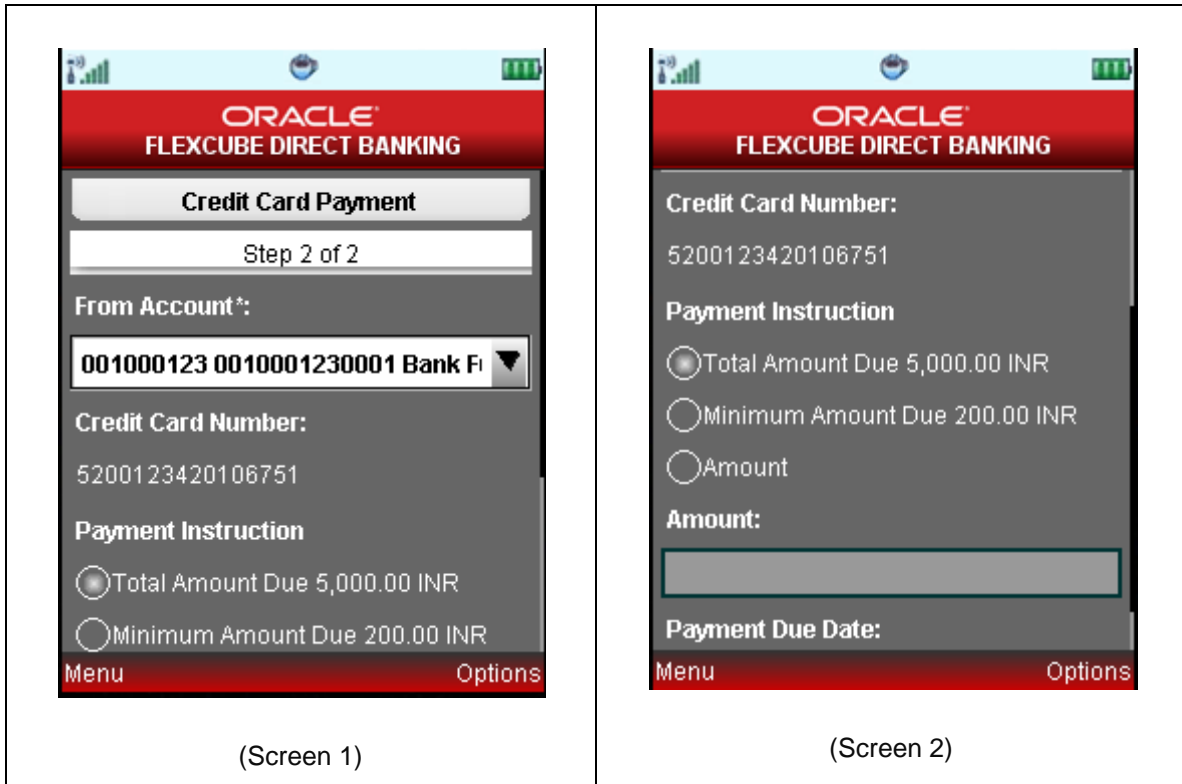 ORACLE
FLEXCUBE DIRECT BANKING
Credit Card Payment
Step 2 of 2
From Account*:
001000123 0010001230001 Bank
Credit Card Number:
5200123420106751
Payment Instruction
Total Amount Due 5,000.00 INR
Minimum Amount Due 200.00 INR
Menu
Options
(Screen 1)
ORACLE
FLEXCUBE DIRECT BANKING
Credit Card Number:
5200123420106751
Payment Instruction
Total Amount Due 5,000.00 INR
Minimum Amount Due 200.00 INR
Amount
Amount:
Payment Due Date:
Menu
Options
(Screen 2)